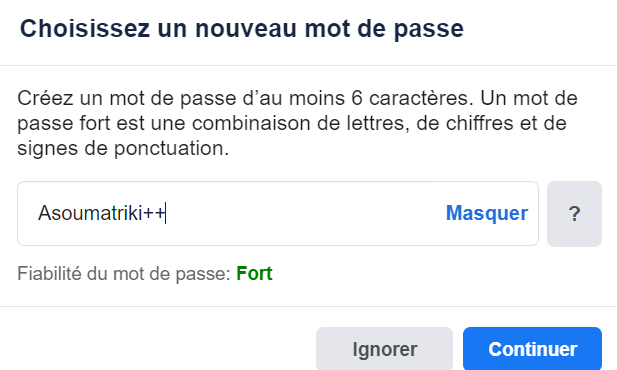 Choisissez un nouveau mot de passe
Créez un mot de passe d’au moins 6 caractères. Un mot de
passe fort est une combinaison de lettres, de chiffres et de
signes de ponctuation.
Asoumatriki++ Masquer ?
Fiabilité du mot de passe: Fort
Ignorer Continuer